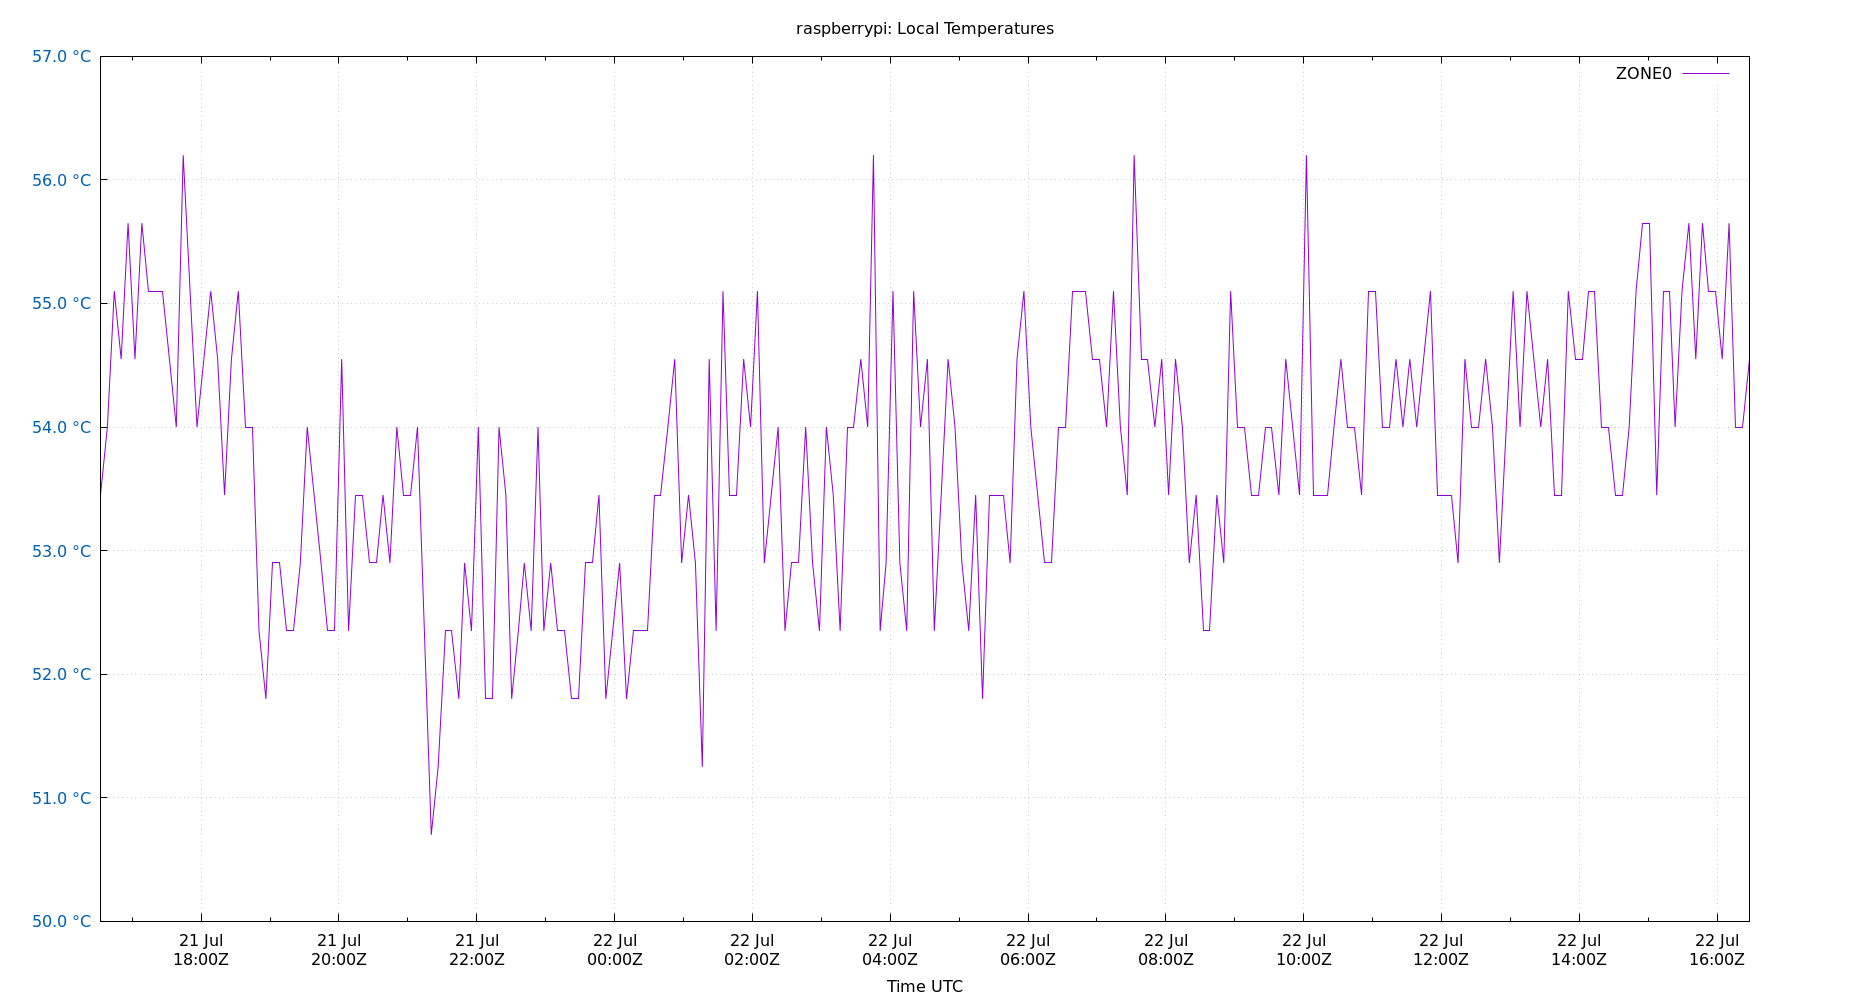 raspberrypi: Local Temperatures
57.0 °C
ZONE0
56.0 °C
55.0 °C
54.0 °C
53.0 °C
52.0 °C
51.0 °C
50.0 °C
21 Jul 21 Jul 21 Jul 22 Jul 22 Jul 22 Jul 22 Jul 22 Jul 22 Jul 22 Jul 22 Jul 22 Jul
18:00Z 20:00Z 22:00Z 00:00Z 02:00Z 04:00Z 06:00Z 08:00Z 10:00Z 12:00Z 14:00Z 16:00Z
Time UTC